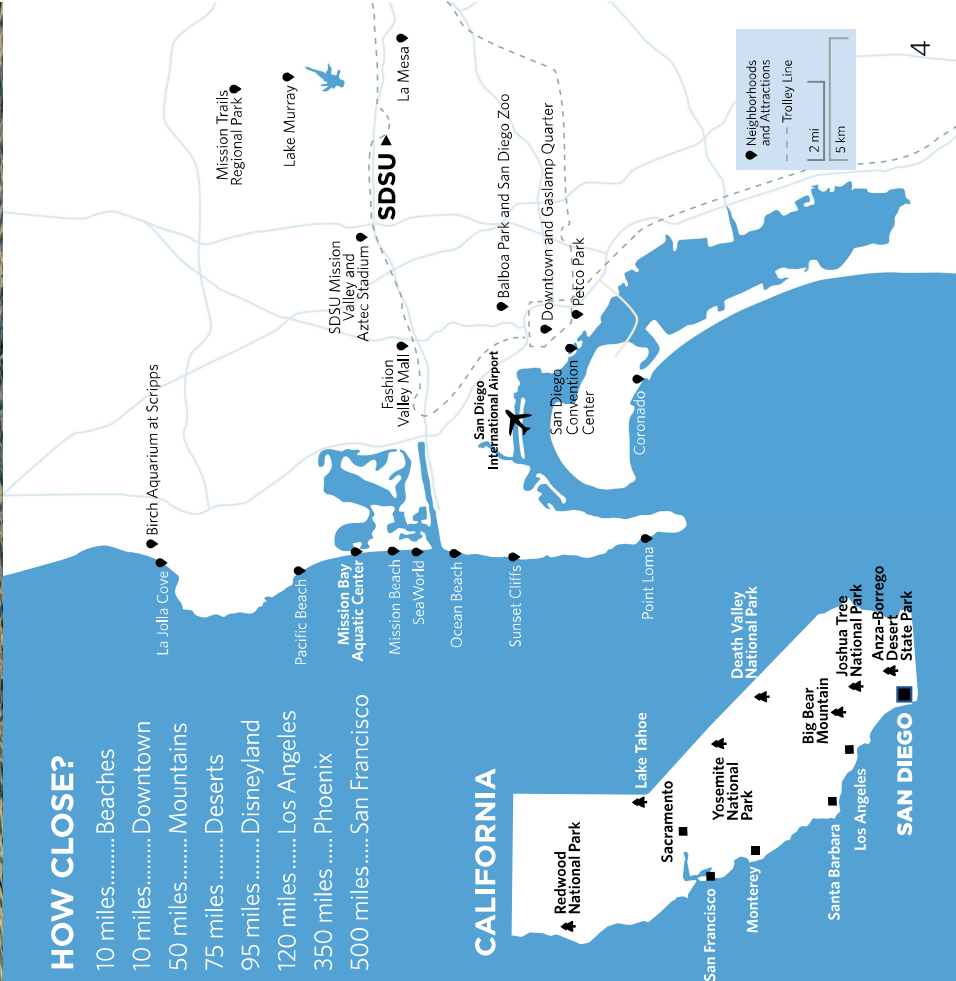 HOW CLOSE?
10 miles......... Beaches
10 miles......... Downtown
50 miles......... Mountains
75 miles......... Deserts
95 miles......... Disneyland
120 miles...... Los Angeles
350 miles ..... Phoenix
500 miles ..... San Francisco
CALIFORNIA
Redwood
National Park
Lake Tahoe
Sacramento
San Francisco
Yosemite
National
Park
Monterey
Death Valley
National Park
Big Bear
Mountain
Santa Barbara
Los Angeles
Joshua Tree
National Park
Anza-Borrego
Desert
State Park
SAN DIEGO
La Jolla Cove
Birch Aquarium at Scripps
Pacific Beach
Mission Bay
Aquatic Center
Mission Beach
SeaWorld
Ocean Beach
Sunset Cliffs
Point Loma
Mission Trails
Regional Park
Lake Murray
La Mesa
SDSU
SDSU Mission
Valley and
Aztec Stadium
Fashion
Valley Mall
Balboa Park and San Diego Zoo
Downtown and Gaslamp Quarter
Petco Park
San Diego
International Airport
San Diego
Convention
Center
Coronado
Neighborhoods
and Attractions
Trolley Line
2 mi
5 km
4